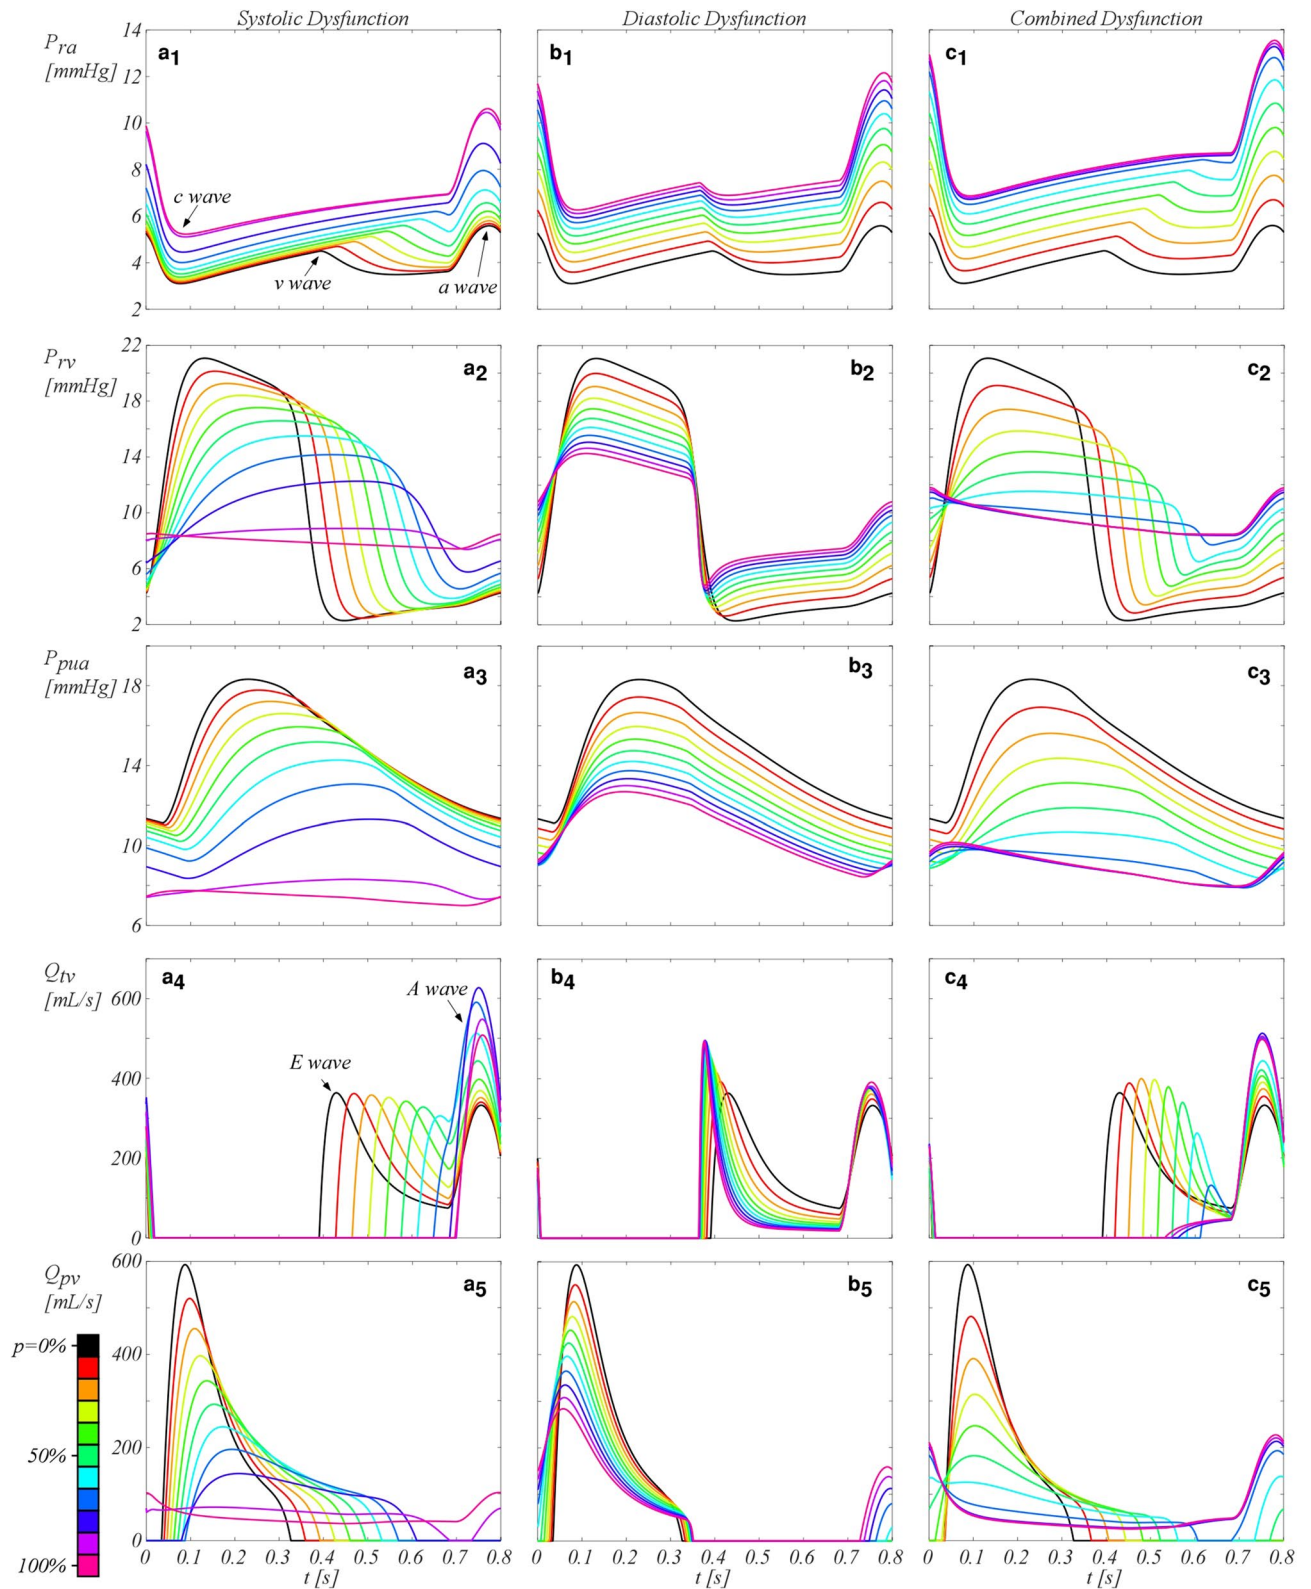 Systolic Dysfunction Diastolic Dysfunction Combined Dysfunction
P_ra
[mmHg]
14
12
10
8
6
4
2
a1
c wave
v wave
a wave
b1
c1
P_rv
[mmHg]
22
18
14
10
6
2
a2
b2
c2
P_pua
[mmHg]
18
14
10
6
a3
b3
c3
Q_tv
[mL/s]
600
400
200
0
a4
E wave
A wave
b4
c4
Q_pv
[mL/s]
600
400
200
0
a5
b5
c5
p=0%
50%
100%
0 0.1 0.2 0.3 0.4 0.5 0.6 0.7 0 0.1 0.2 0.3 0.4 0.5 0.6 0.7 0 0.1 0.2 0.3 0.4 0.5 0.6 0.7 0.8
t [s] t [s] t [s]